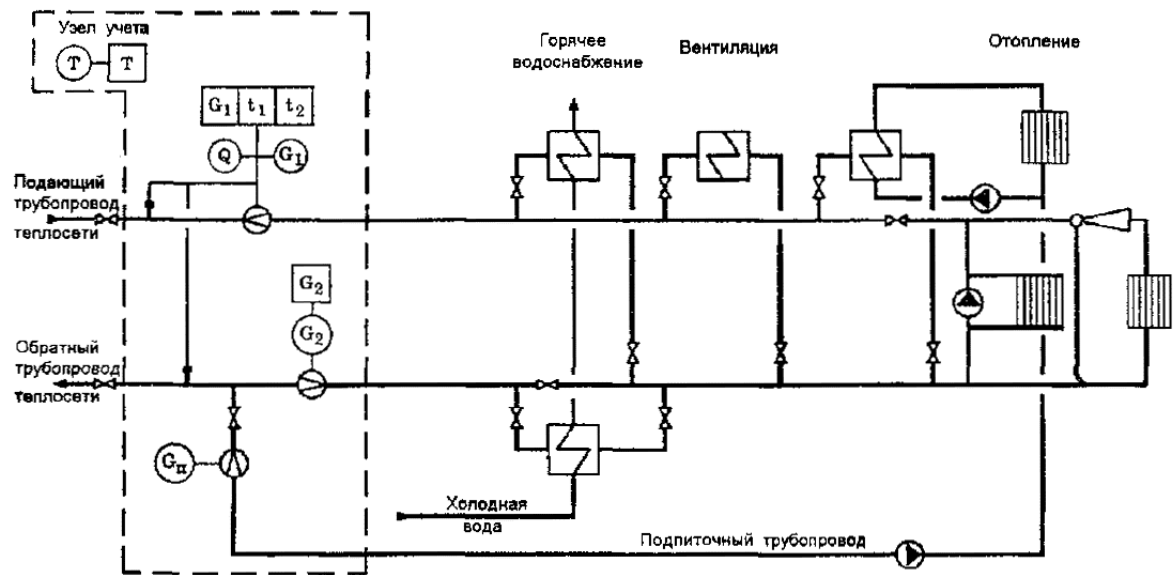 Узел учета
T T
G₁ t₁ t₂
Q G₁
Подающий
трубопровод
теплосети
G₂
G₂
Обратный
трубопровод
теплосети
Gп
Горячее
водоснабжение
Вентиляция
Отопление
Холодная
вода
Подпиточный трубопровод